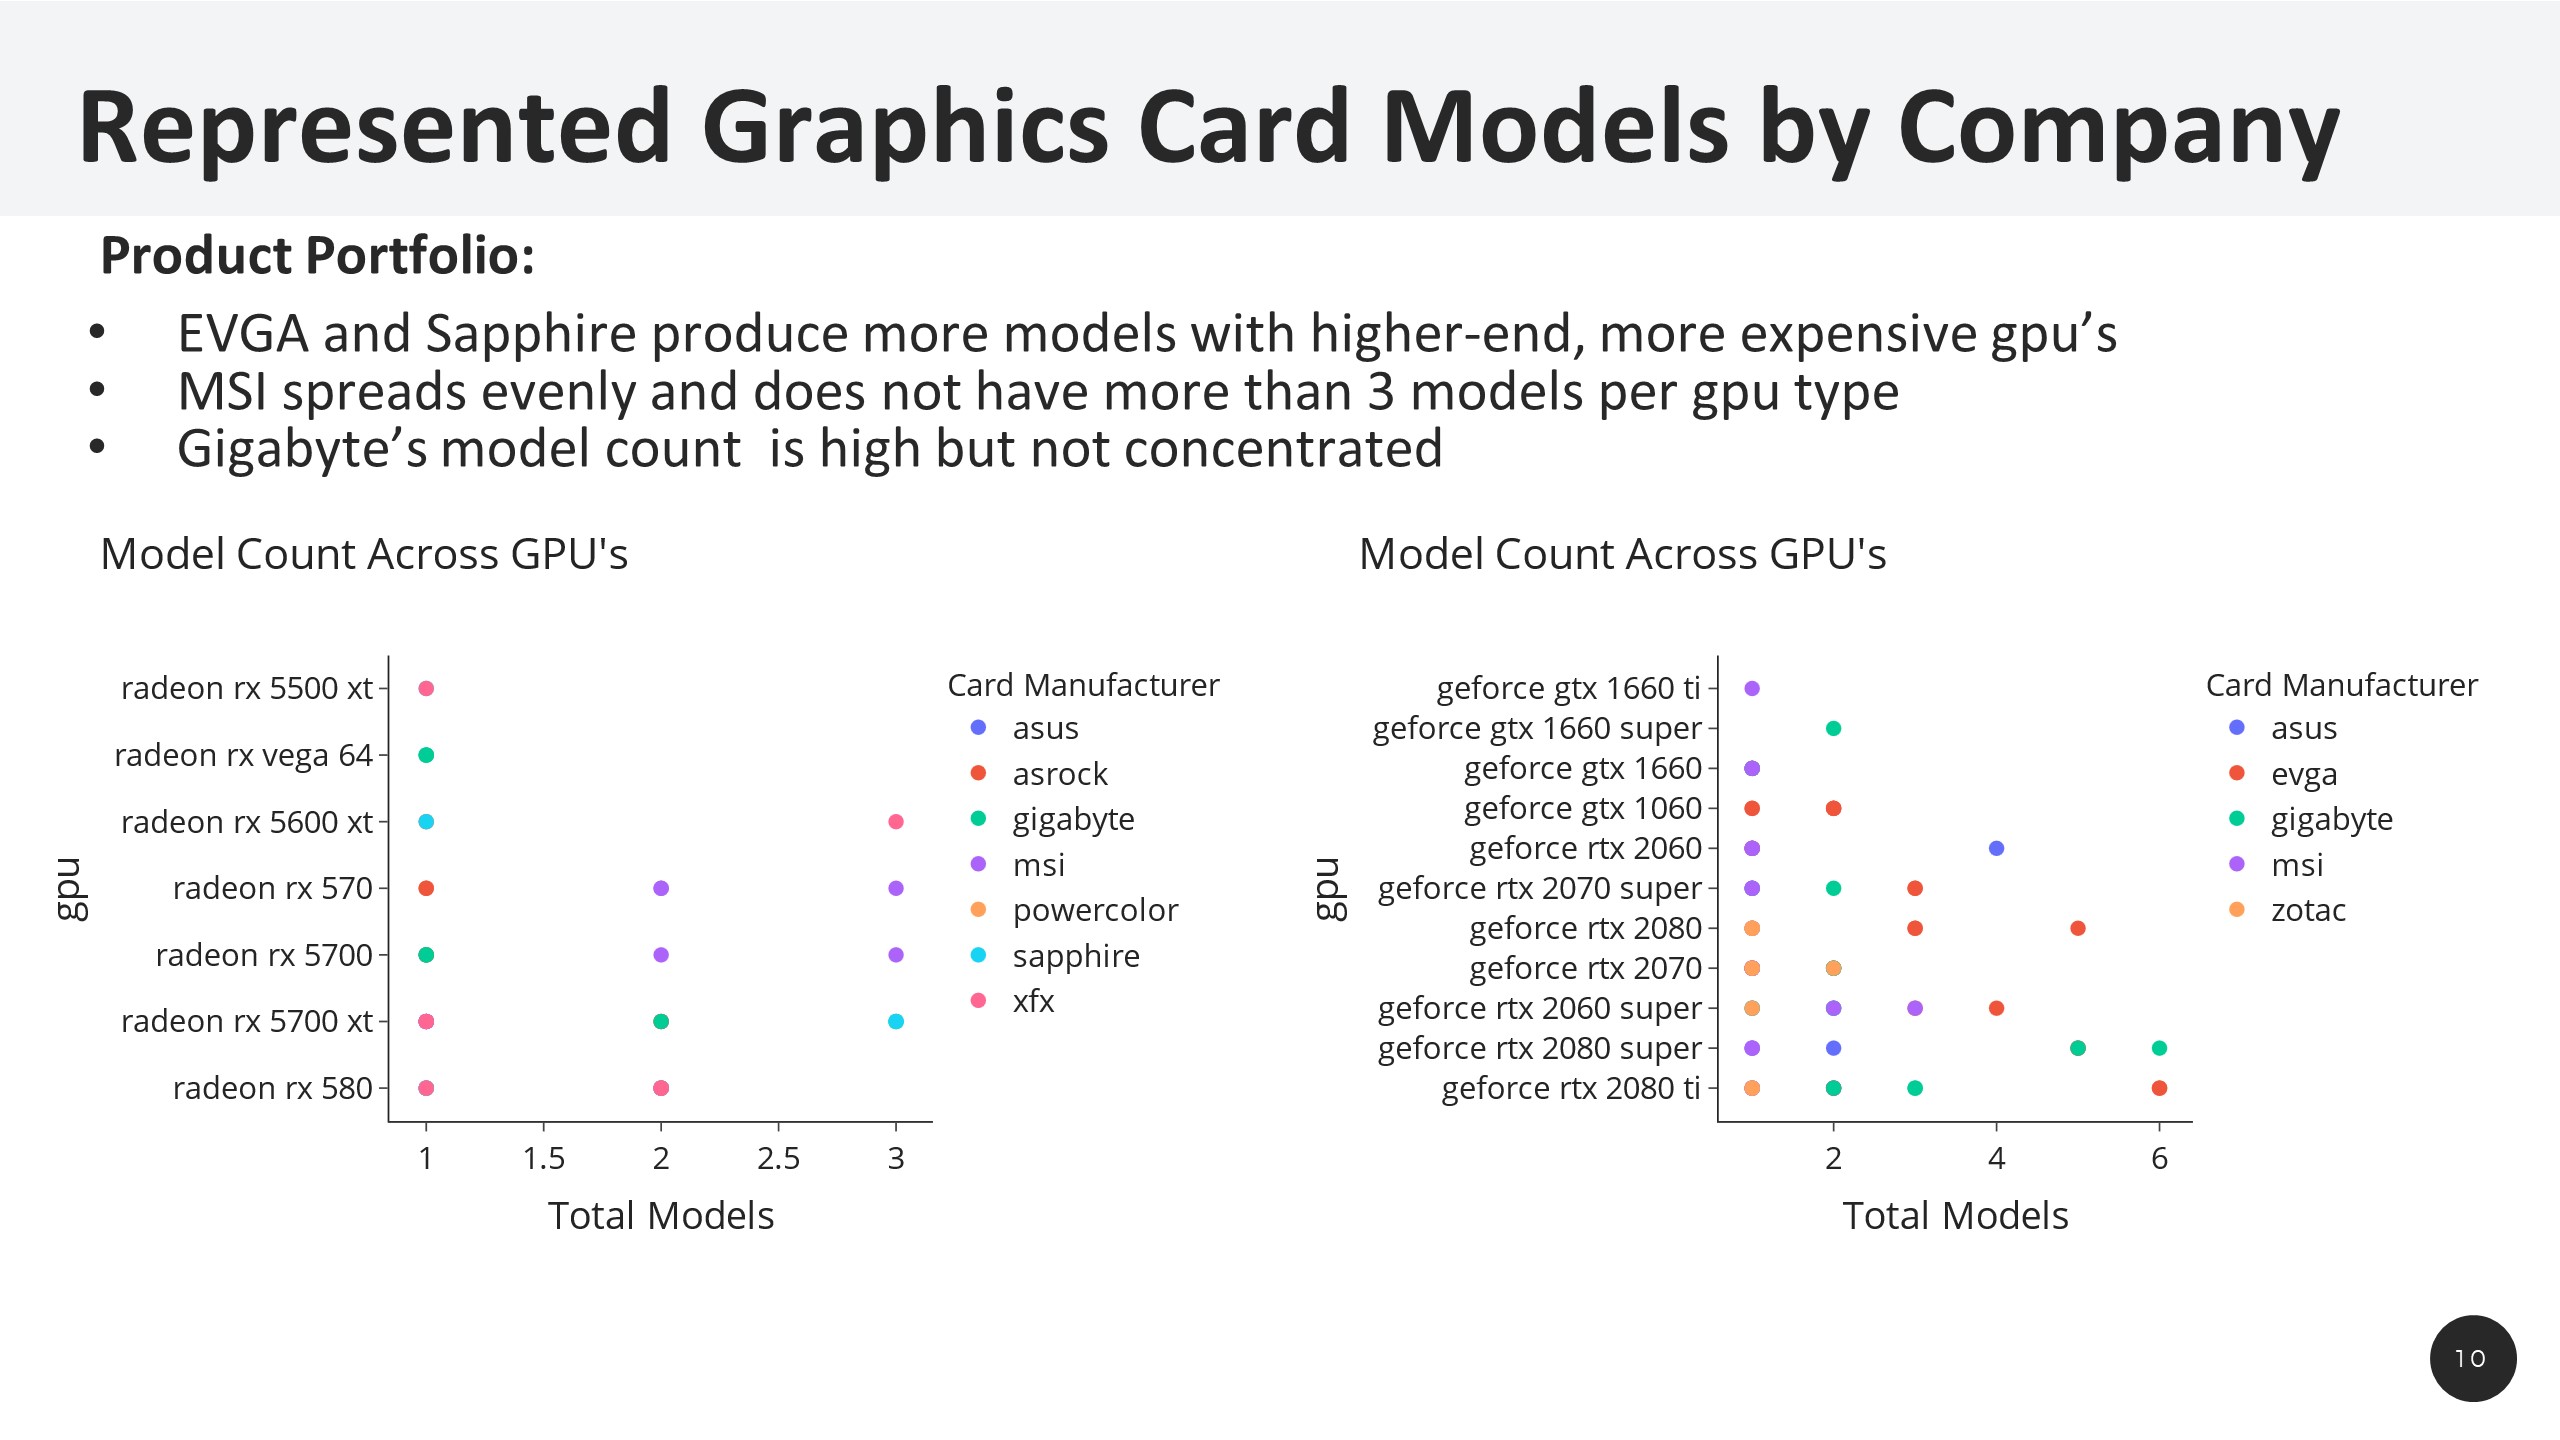 Represented Graphics Card Models by Company
Product Portfolio:
• EVGA and Sapphire produce more models with higher-end, more expensive gpu’s
• MSI spreads evenly and does not have more than 3 models per gpu type
• Gigabyte’s model count  is high but not concentrated
Model Count Across GPU's
gpu
radeon rx 5500 xt
radeon rx vega 64
radeon rx 5600 xt
radeon rx 570
radeon rx 5700
radeon rx 5700 xt
radeon rx 580
1 1.5 2 2.5 3
Total Models
Card Manufacturer
asus
asrock
gigabyte
msi
powercolor
sapphire
xfx
Model Count Across GPU's
gpu
geforce gtx 1660 ti
geforce gtx 1660 super
geforce gtx 1660
geforce gtx 1060
geforce rtx 2060
geforce rtx 2070 super
geforce rtx 2080
geforce rtx 2070
geforce rtx 2060 super
geforce rtx 2080 super
geforce rtx 2080 ti
2 4 6
Total Models
Card Manufacturer
asus
evga
gigabyte
msi
zotac
10